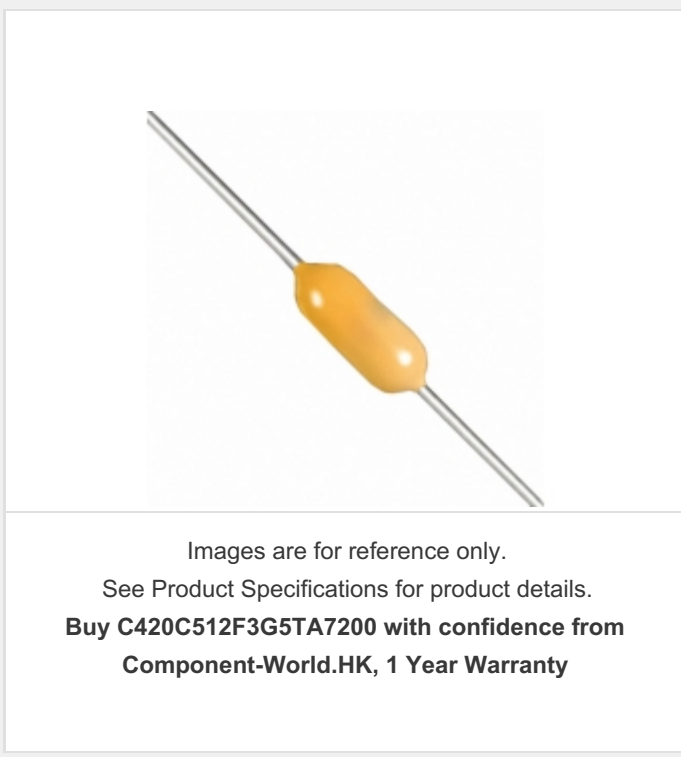 Images are for reference only.
See Product Specifications for product details.
Buy C420C512F3G5TA7200 with confidence from
Component-World.HK, 1 Year Warranty